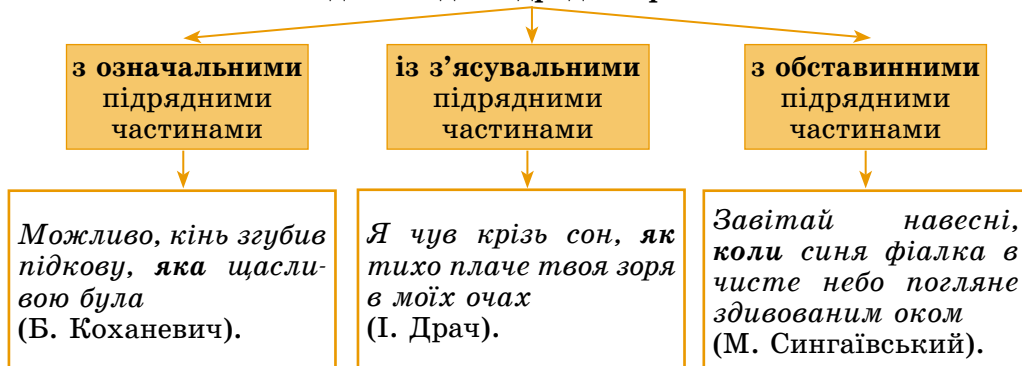 з означальними
підрядними
частинами
із з’ясувальними
підрядними
частинами
з обставинними
підрядними
частинами
Можливо, кінь згубив
підкову, яка щасли-
вою була
(Б. Коханевич).
Я чув крізь сон, як
тихо плаче твоя зоря
в моїх очах
(І. Драч).
Завітай навесні,
коли синя фіалка в
чисте небо погляне
здивованим оком
(М. Сингаївський).